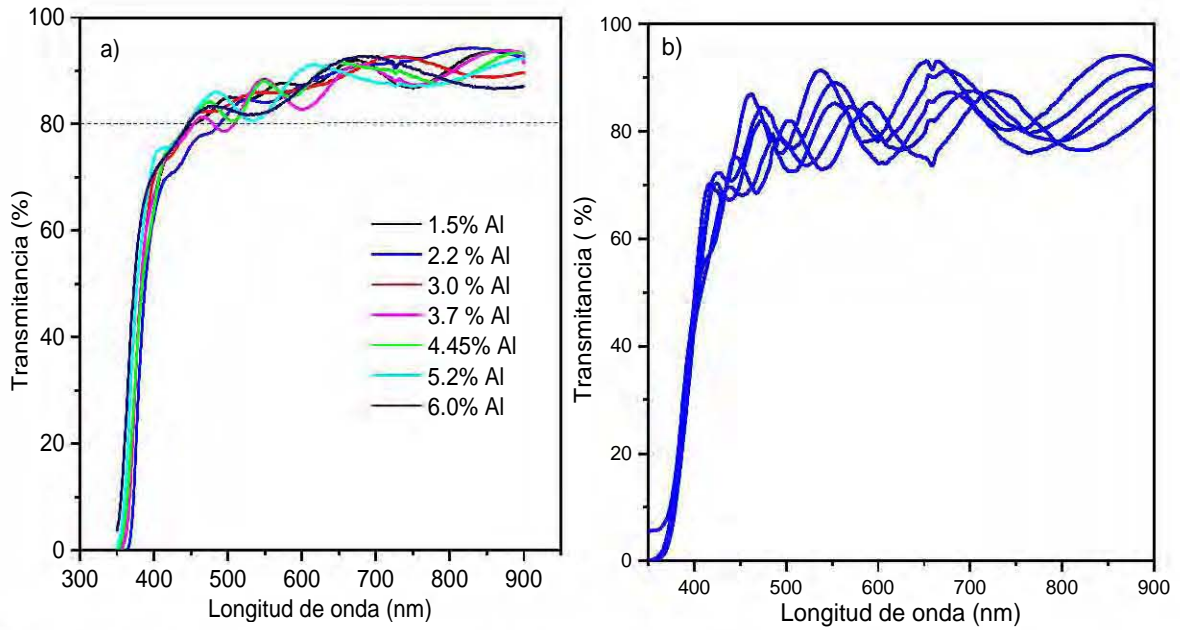 a)
100
80
60
40
20
0
Transmitancia (%)
1.5% Al
2.2 % Al
3.0 % Al
3.7 % Al
4.45% Al
5.2% Al
6.0% Al
300 400 500 600 700 800 900
Longitud de onda (nm)
b)
100
80
60
40
20
0
Transmitancia ( %)
400 500 600 700 800 900
Longitud de onda (nm)